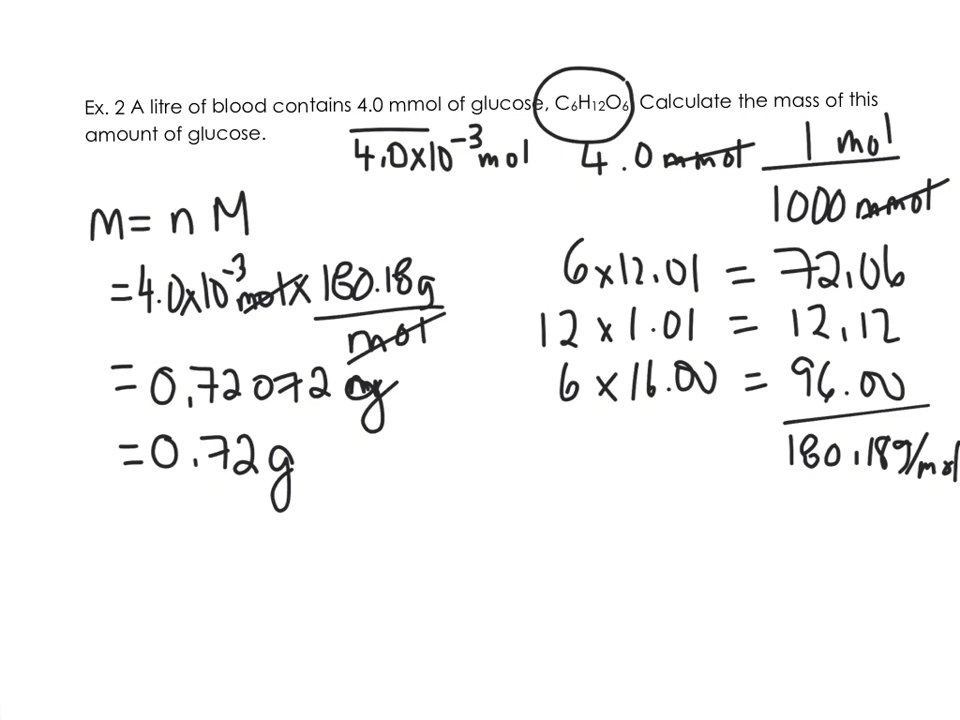 Ex. 2 A litre of blood contains 4.0 mmol of glucose, C₆H₁₂O₆. Calculate the mass of this
amount of glucose.
4.0x10⁻³ mol
4.0 mmol 1 mol
1000 mmol
m = n M
= 4.0x10⁻³ mol x 180.18g
mol
= 0.72072 g
= 0.72g
6 x 12.01 = 72.06
12 x 1.01 = 12.12
6 x 16.00 = 96.00
180.18g/mol